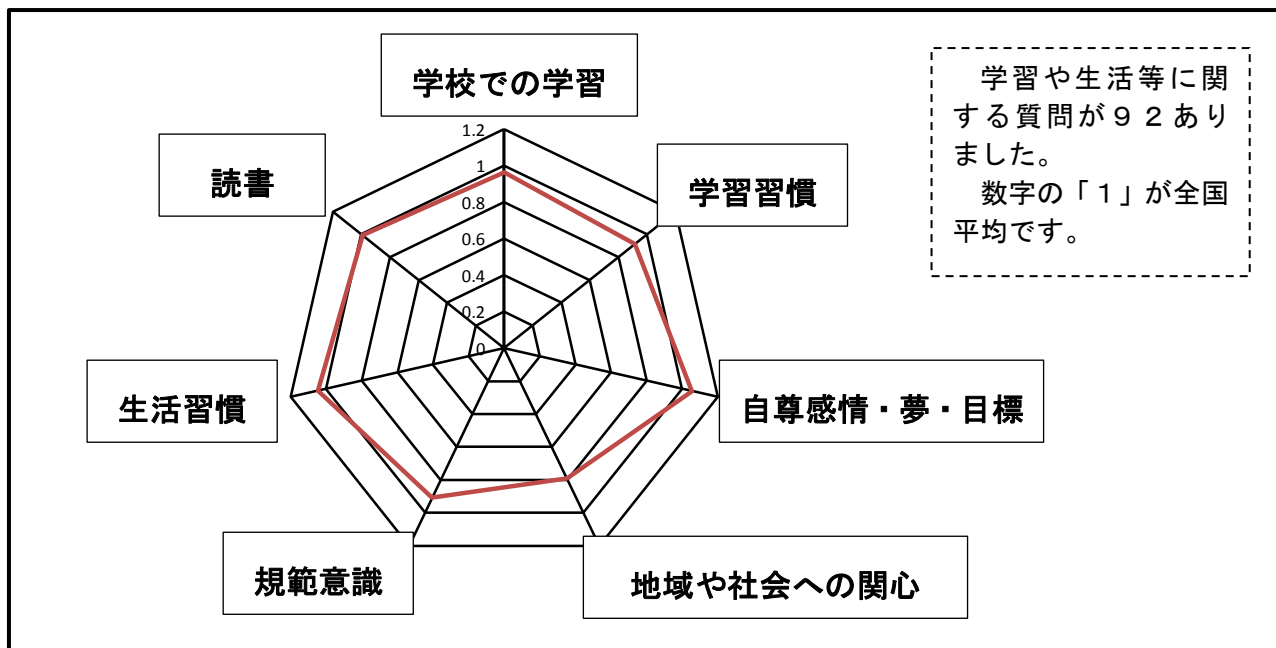 学校での学習
学習や生活等に関
する質問が９２あり
ました。
数字の「１」が全国
平均です。
1.2
1
0.8
0.6
0.4
0.2
0
読書
学習習慣
生活習慣
自尊感情・夢・目標
規範意識
地域や社会への関心